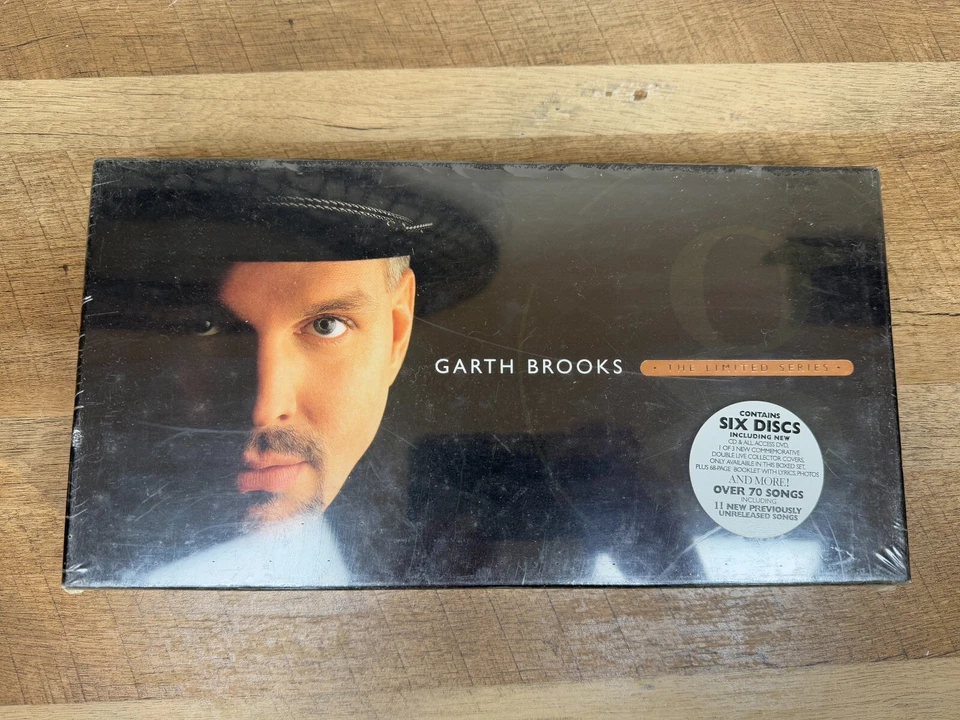 GARTH BROOKS
• THE LIMITED SERIES •
CONTAINS
SIX DISCS
INCLUDING NEW
CD & ALL ACCESS DVD,
1 OF 3 NEW COMMEMORATIVE
DOUBLE LIVE COLLECTOR COVERS,
ONLY AVAILABLE IN THIS BOXED SET,
PLUS 68-PAGE BOOKLET WITH LYRICS, PHOTOS
AND MORE!
OVER 70 SONGS
INCLUDING
11 NEW PREVIOUSLY
UNRELEASED SONGS